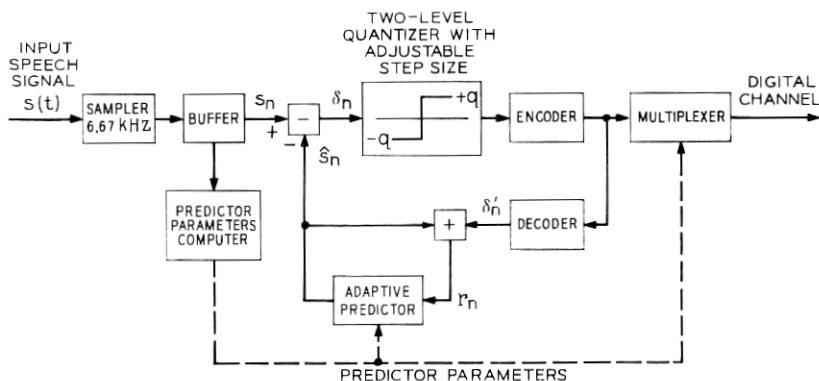 TWO-LEVEL
QUANTIZER WITH
ADJUSTABLE
STEP SIZE
INPUT
SPEECH
SIGNAL
s(t)
SAMPLER
6,67 KHZ
BUFFER
sₙ
+
−
−
ŝₙ
δₙ
+q
−q
ENCODER
MULTIPLEXER
DIGITAL
CHANNEL
PREDICTOR
PARAMETERS
COMPUTER
+
δ'ₙ
DECODER
ADAPTIVE
PREDICTOR
rₙ
PREDICTOR PARAMETERS